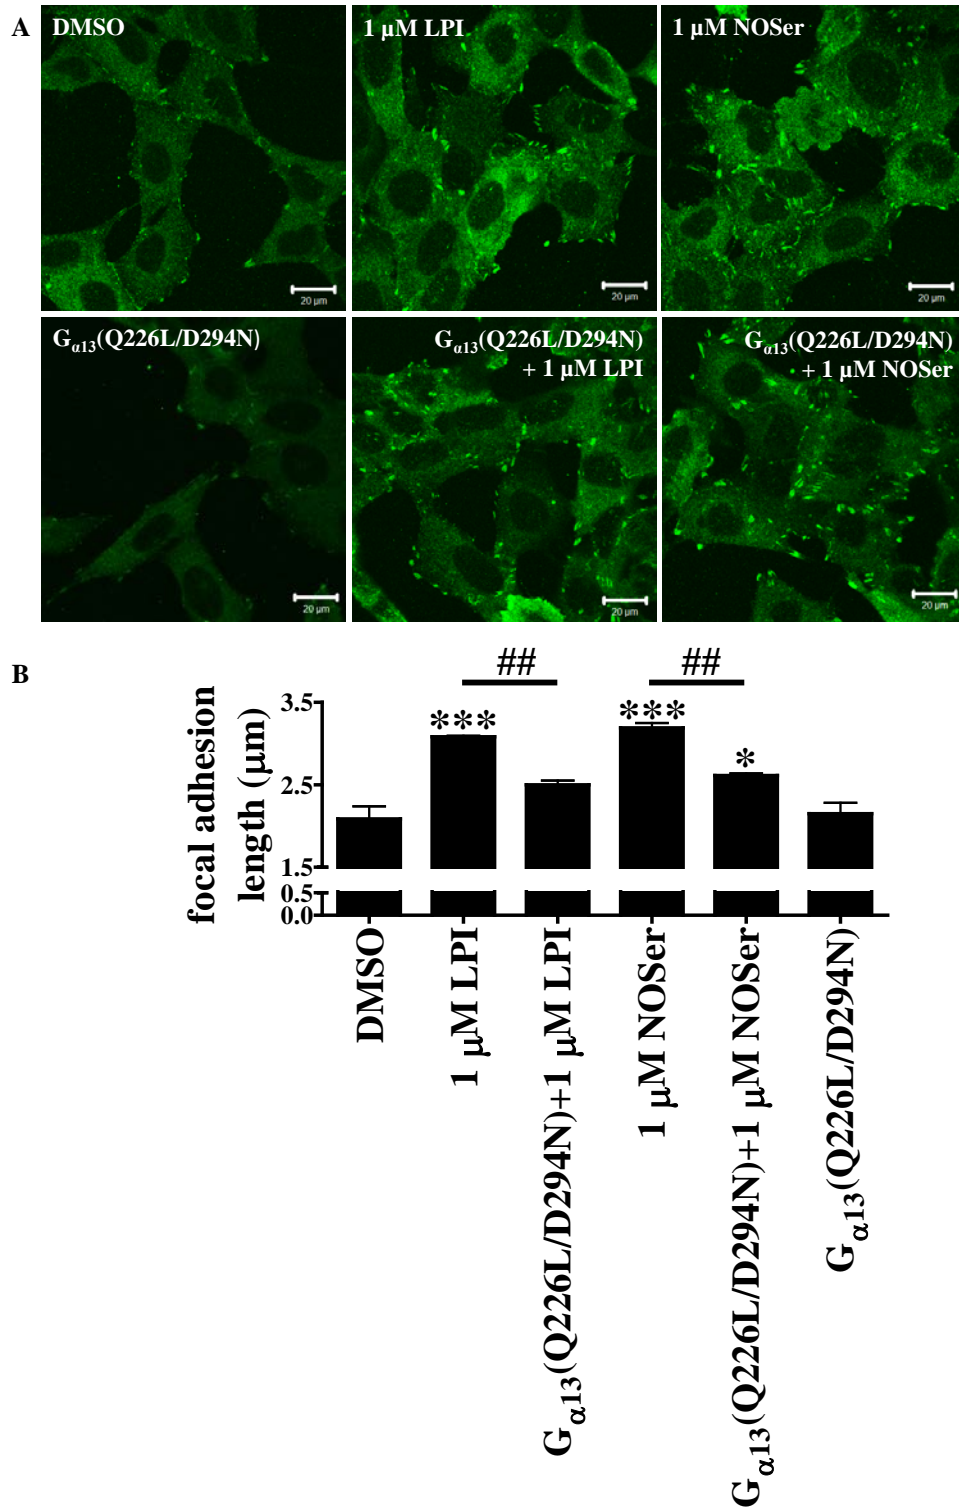 A
DMSO
1 μM LPI
1 μM NOSer
20 μm
20 μm
20 μm
Gα13(Q226L/D294N)
Gα13(Q226L/D294N)
+ 1 μM LPI
Gα13(Q226L/D294N)
+ 1 μM NOSer
20 μm
20 μm
20 μm
B
##
##
focal adhesion
length (μm)
3.5
2.5
1.5
0.5
0.0
***
***
*
DMSO
1 μM LPI
Gα13(Q226L/D294N)+1 μM LPI
1 μM NOSer
Gα13(Q226L/D294N)+1 μM NOSer
Gα13(Q226L/D294N)